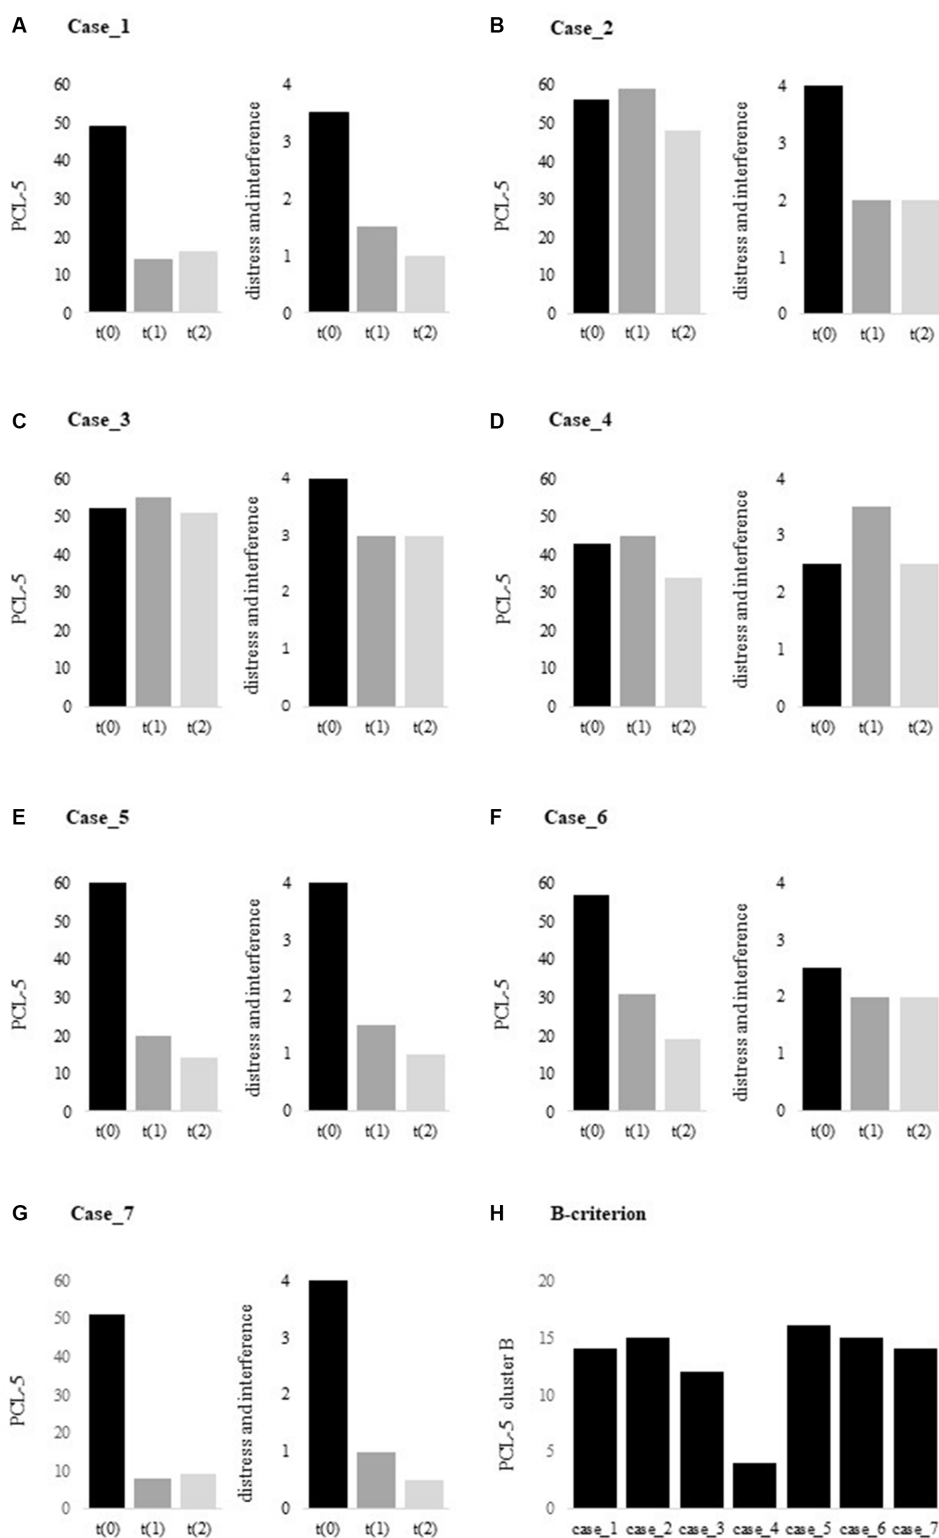 A Case_1
PCL-5
60
50
40
30
20
10
0
t(0) t(1) t(2)
distress and interference
4
3
2
1
0
t(0) t(1) t(2)
B Case_2
PCL-5
60
50
40
30
20
10
0
t(0) t(1) t(2)
distress and interference
4
3
2
1
0
t(0) t(1) t(2)
C Case_3
PCL-5
60
50
40
30
20
10
0
t(0) t(1) t(2)
distress and interference
4
3
2
1
0
t(0) t(1) t(2)
D Case_4
PCL-5
60
50
40
30
20
10
0
t(0) t(1) t(2)
distress and interference
4
3
2
1
0
t(0) t(1) t(2)
E Case_5
PCL-5
60
50
40
30
20
10
0
t(0) t(1) t(2)
distress and interference
4
3
2
1
0
t(0) t(1) t(2)
F Case_6
PCL-5
60
50
40
30
20
10
0
t(0) t(1) t(2)
distress and interference
4
3
2
1
0
t(0) t(1) t(2)
G Case_7
PCL-5
60
50
40
30
20
10
0
t(0) t(1) t(2)
distress and interference
4
3
2
1
0
t(0) t(1) t(2)
H B-criterion
PCL-5 cluster B
20
15
10
5
0
case_1 case_2 case_3 case_4 case_5 case_6 case_7